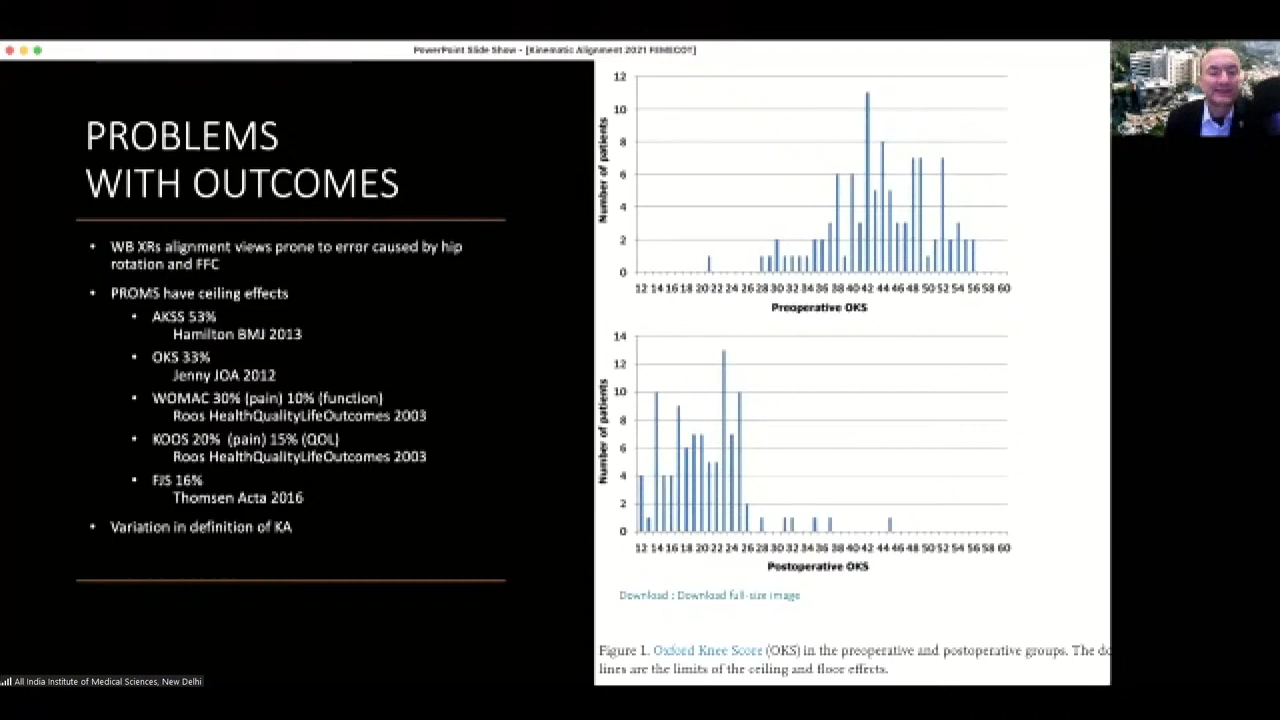 PowerPoint Slide Show - [Kinematic Alignment 2021 FEMECOT]
PROBLEMS
WITH OUTCOMES
• WB XRs alignment views prone to error caused by hip
rotation and FFC
• PROMS have ceiling effects
• AKSS 53%
Hamilton BMJ 2013
• OKS 33%
Jenny JOA 2012
• WOMAC 30% (pain) 10% (function)
Roos HealthQualityLifeOutcomes 2003
• KOOS 20% (pain) 15% (QOL)
Roos HealthQualityLifeOutcomes 2003
• FJS 16%
Thomsen Acta 2016
• Variation in definition of KA
All India Institute of Medical Sciences, New Delhi
Number of patients
12
10
8
6
4
2
0
12 14 16 18 20 22 24 26 28 30 32 34 36 38 40 42 44 46 48 50 52 54 56 58 60
Preoperative OKS
Number of patients
14
12
10
8
6
4
2
0
12 14 16 18 20 22 24 26 28 30 32 34 36 38 40 42 44 46 48 50 52 54 56 58 60
Postoperative OKS
Download : Download full-size image
Figure 1. Oxford Knee Score (OKS) in the preoperative and postoperative groups. The do
lines are the limits of the ceiling and floor effects.